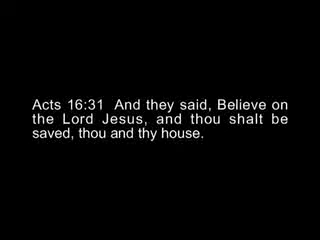 Acts 16:31  And they said, Believe on
the Lord Jesus, and thou shalt be
saved, thou and thy house.